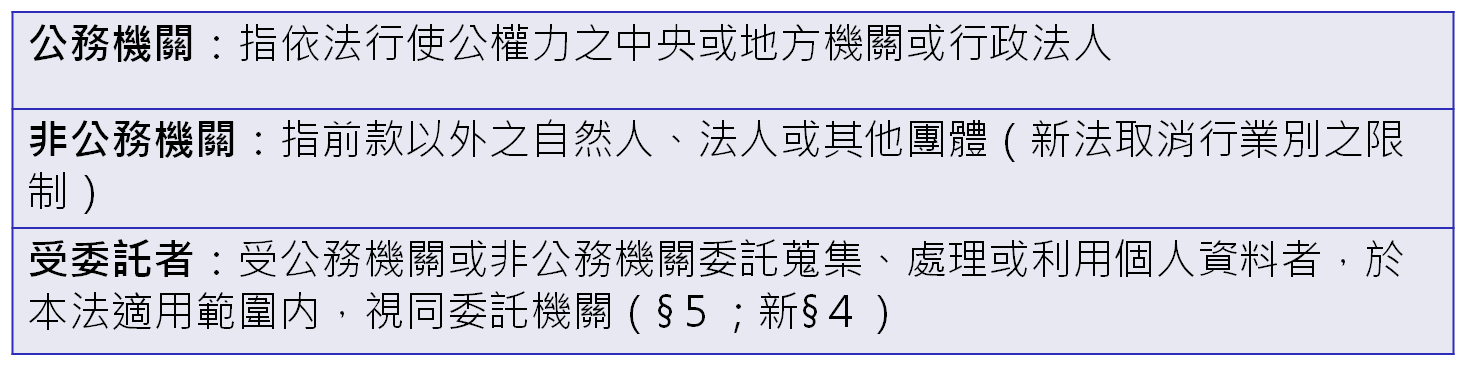 公務機關：指依法行使公權力之中央或地方機關或行政法人
非公務機關：指前款以外之自然人、法人或其他團體（新法取消行業別之限
制）
受委託者：受公務機關或非公務機關委託蒐集、處理或利用個人資料者，於
本法適用範圍內，視同委託機關（§5；新§4）